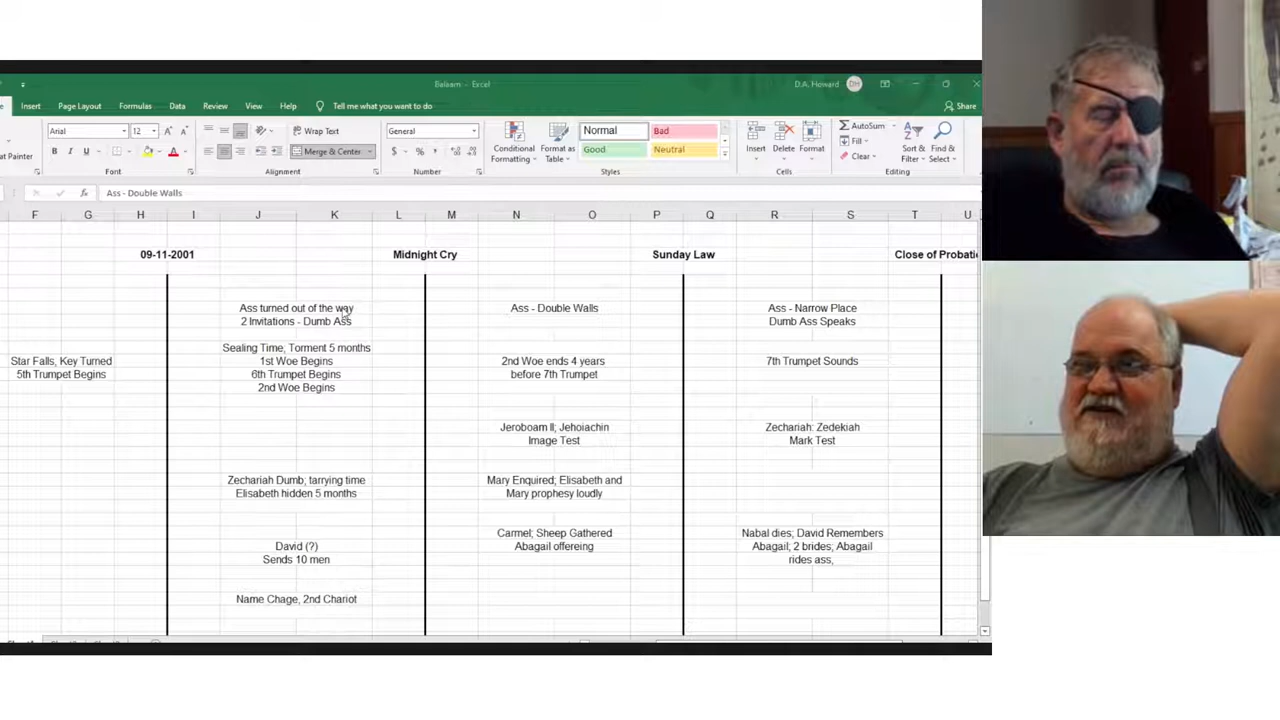 Balaam - Excel
D.A. Howard DH
Insert Page Layout Formulas Data Review View Help Tell me what you want to do Share
Arial 12 A A Wrap Text General Normal Bad AutoSum
Good Neutral Fill
at Painter B I U A Merge & Center $ % Conditional Format as Insert Delete Format Clear Sort & Find &
Formatting Table Filter Select
Font Alignment Number Styles Cells Editing
fx Ass - Double Walls
F G H I J K L M N O P Q R S T U
09-11-2001 Midnight Cry Sunday Law Close of Probati
Ass turned out of the way
2 Invitations - Dumb Ass
Ass - Double Walls
Ass - Narrow Place
Dumb Ass Speaks
Star Falls, Key Turned
5th Trumpet Begins
Sealing Time; Torment 5 months
1st Woe Begins
6th Trumpet Begins
2nd Woe Begins
2nd Woe ends 4 years
before 7th Trumpet
7th Trumpet Sounds
Jeroboam II; Jehoiachin
Image Test
Zechariah: Zedekiah
Mark Test
Zechariah Dumb; tarrying time
Elisabeth hidden 5 months
Mary Enquired; Elisabeth and
Mary prophesy loudly
David (?)
Sends 10 men
Carmel; Sheep Gathered
Abagail offereing
Nabal dies; David Remembers
Abagail; 2 brides; Abagail
rides ass,
Name Chage, 2nd Chariot